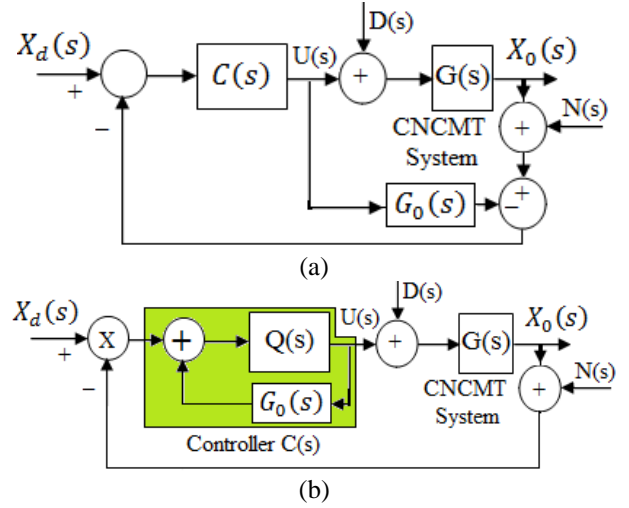 D(s)
X_d(s)
U(s)
X_0(s)
+
C(s)
+
G(s)
−
CNCMT
System
+
N(s)
G_0(s)
−
+
(a)
D(s)
X_d(s)
U(s)
X_0(s)
X
+
Q(s)
+
G(s)
+
−
G_0(s)
CNCMT
System
+
N(s)
Controller C(s)
(b)